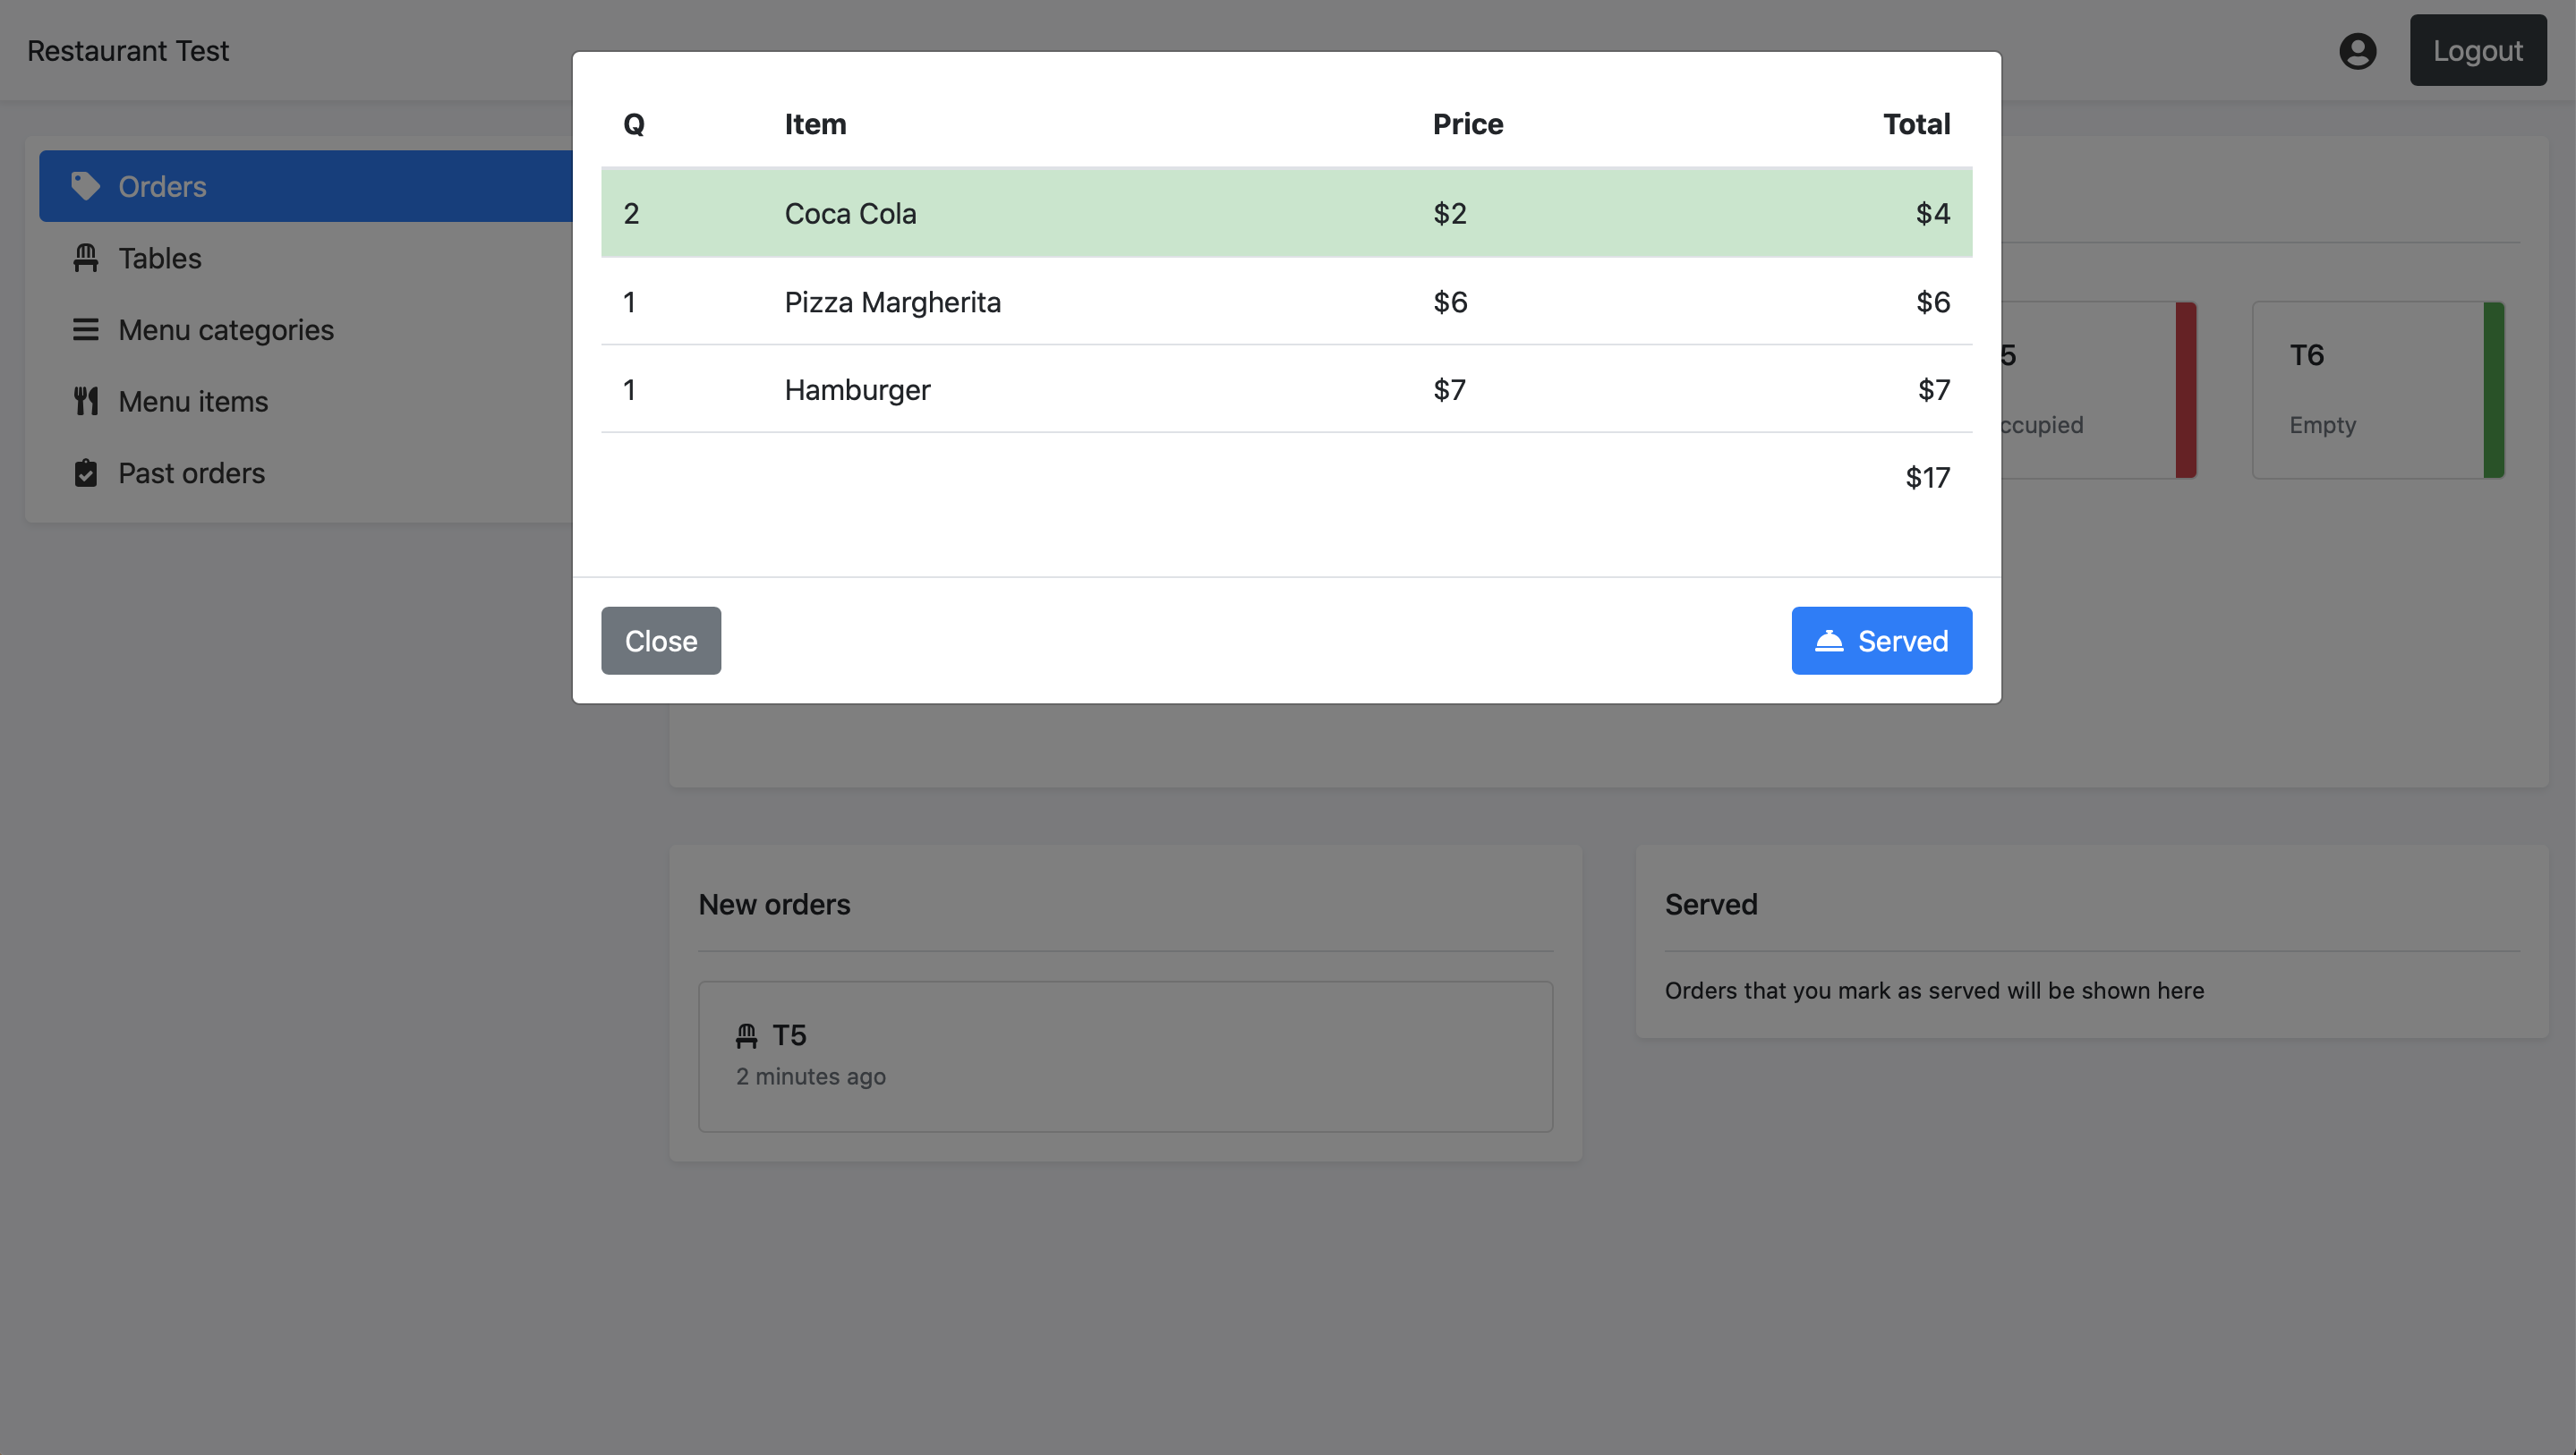 Restaurant Test
Logout
Orders
Tables
Menu categories
Menu items
Past orders
Q Item Price Total
2 Coca Cola $2 $4
1 Pizza Margherita $6 $6
1 Hamburger $7 $7
$17
Close
Served
5
ccupied
T6
Empty
New orders
T5
2 minutes ago
Served
Orders that you mark as served will be shown here